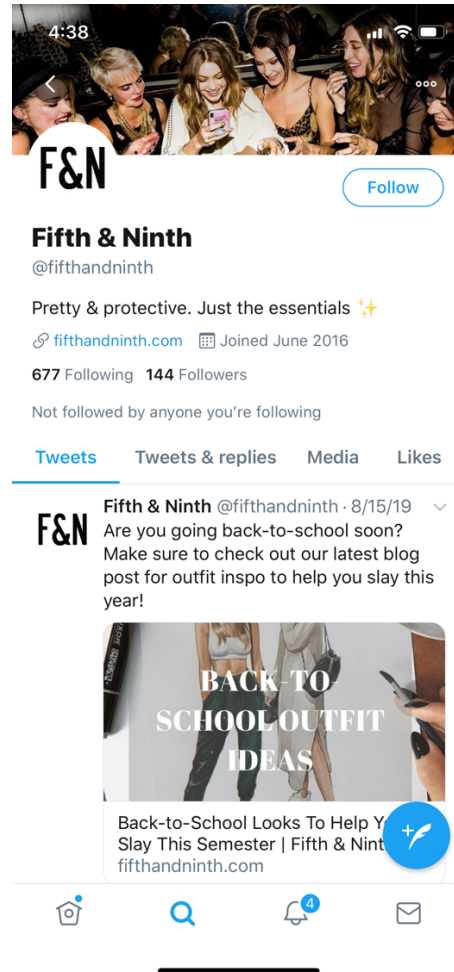 4:38
F&N
Follow
Fifth & Ninth
@fifthandninth
Pretty & protective. Just the essentials ✨
fifthandninth.com Joined June 2016
677 Following 144 Followers
Not followed by anyone you're following
Tweets Tweets & replies Media Likes
F&N
Fifth & Ninth @fifthandninth · 8/15/19
Are you going back-to-school soon?
Make sure to check out our latest blog
post for outfit inspo to help you slay this
year!
BACK-TO-
SCHOOL OUTFIT
IDEAS
Back-to-School Looks To Help Y
Slay This Semester | Fifth & Nint
fifthandninth.com
4